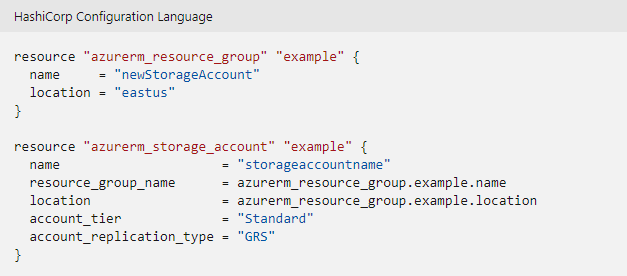 HashiCorp Configuration Language
resource "azurerm_resource_group" "example" {
  name     = "newStorageAccount"
  location = "eastus"
}
resource "azurerm_storage_account" "example" {
  name                     = "storageaccountname"
  resource_group_name      = azurerm_resource_group.example.name
  location                 = azurerm_resource_group.example.location
  account_tier             = "Standard"
  account_replication_type = "GRS"
}